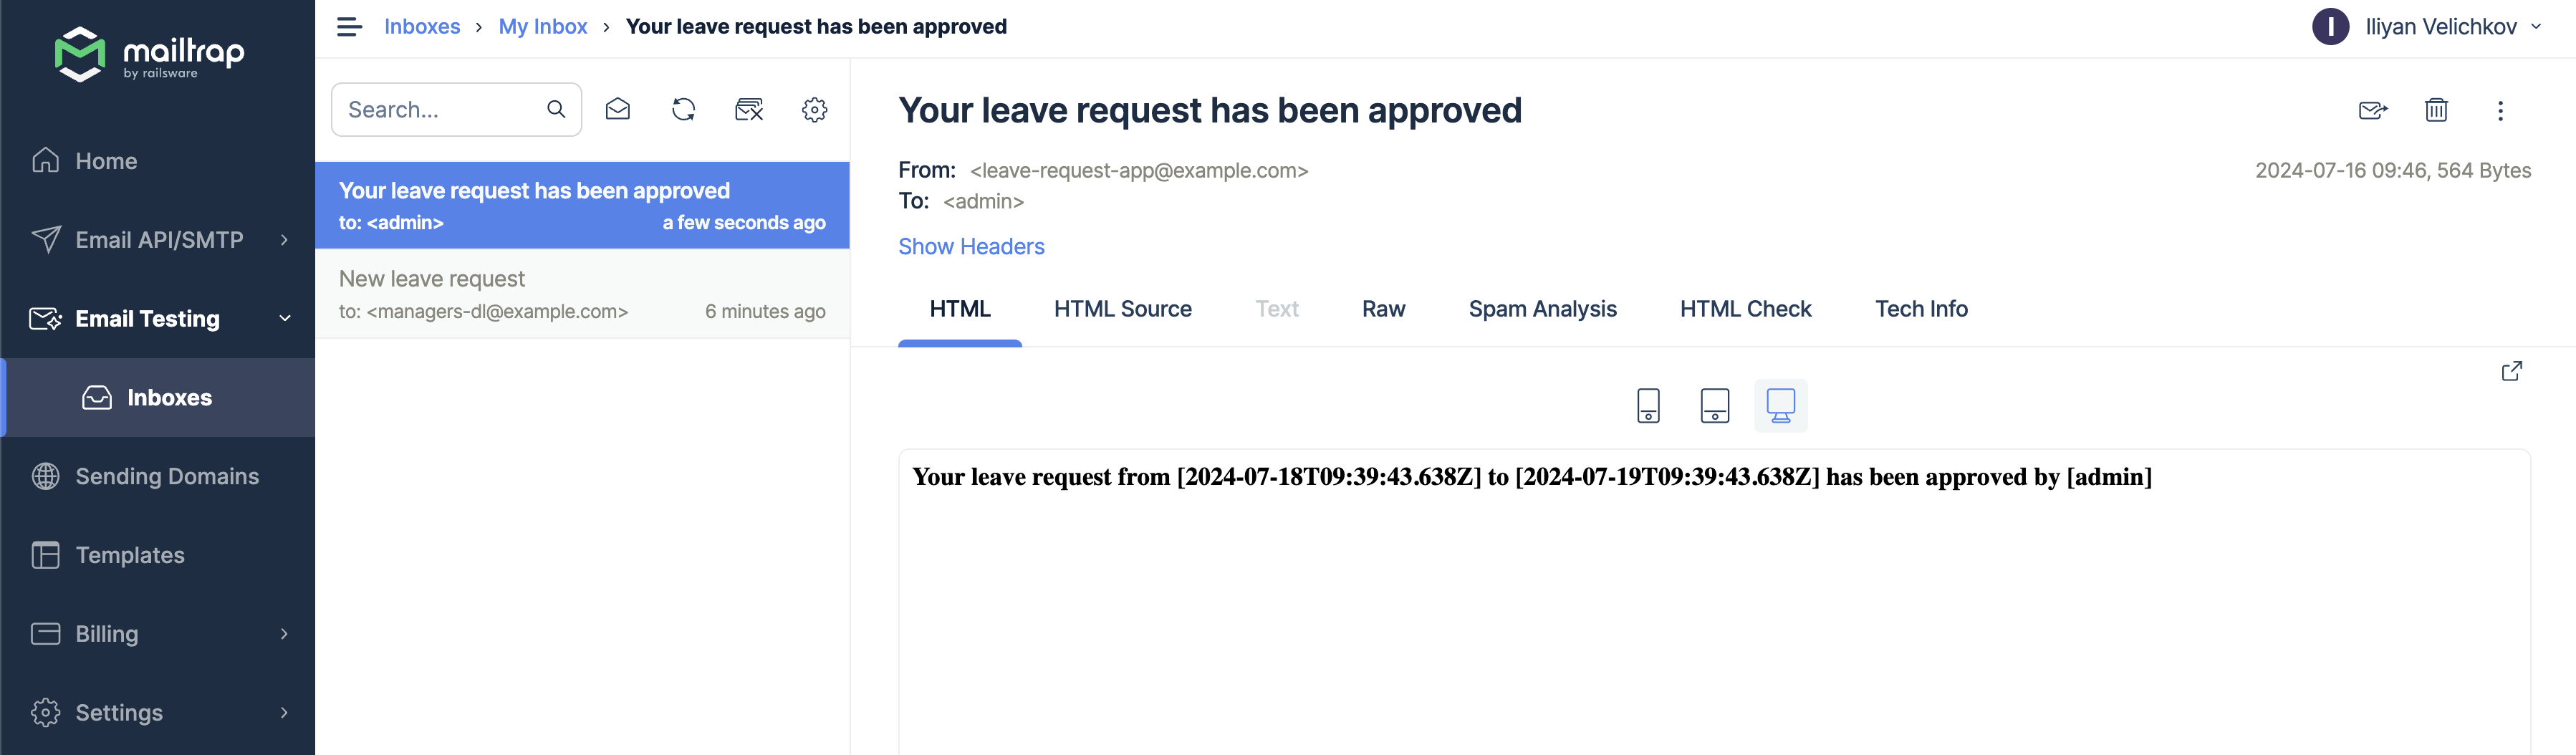 mailtrap
by railsware
Home
Email API/SMTP
Email Testing
Inboxes
Sending Domains
Templates
Billing
Settings
Inboxes > My Inbox > Your leave request has been approved
I Iliyan Velichkov
Search...
Your leave request has been approved
to: <admin> a few seconds ago
New leave request
to: <managers-dl@example.com> 6 minutes ago
Your leave request has been approved
From: <leave-request-app@example.com> 2024-07-16 09:46, 564 Bytes
To: <admin>
Show Headers
HTML HTML Source Text Raw Spam Analysis HTML Check Tech Info
Your leave request from [2024-07-18T09:39:43.638Z] to [2024-07-19T09:39:43.638Z] has been approved by [admin]